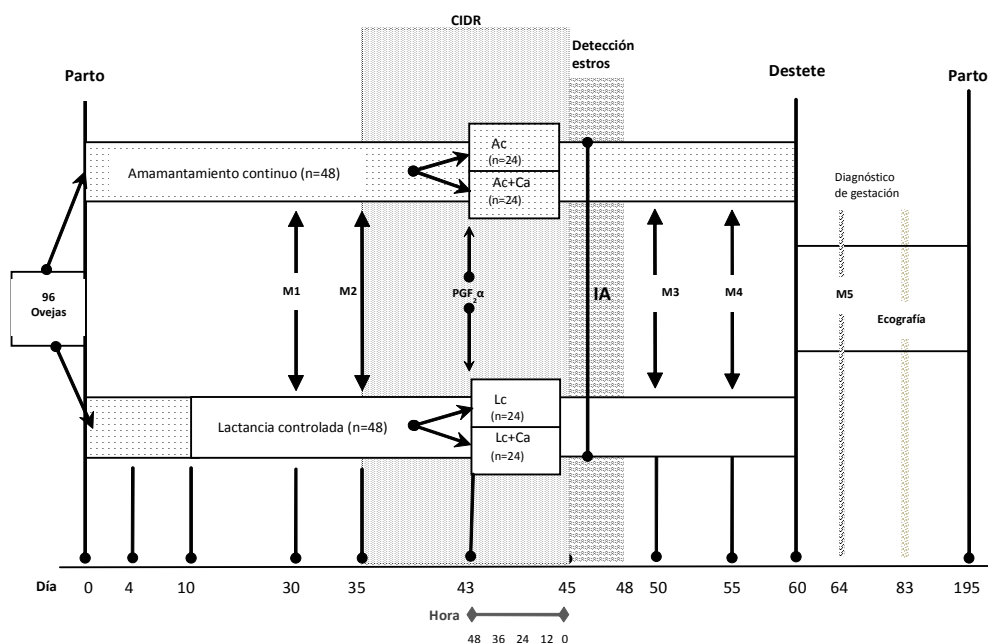 CIDR
Detección
estros
Parto
Destete
Parto
Ac
(n=24)
Amamantamiento continuo (n=48)
Ac+Ca
(n=24)
Diagnóstico
de gestación
96
Ovejas
M1
M2
PGF2α
IA
M3
M4
M5
Ecografía
Lc
(n=24)
Lactancia controlada (n=48)
Lc+Ca
(n=24)
Día 0 4 10 30 35 43 45 48 50 55 60 64 83 195
Hora
48 36 24 12 0